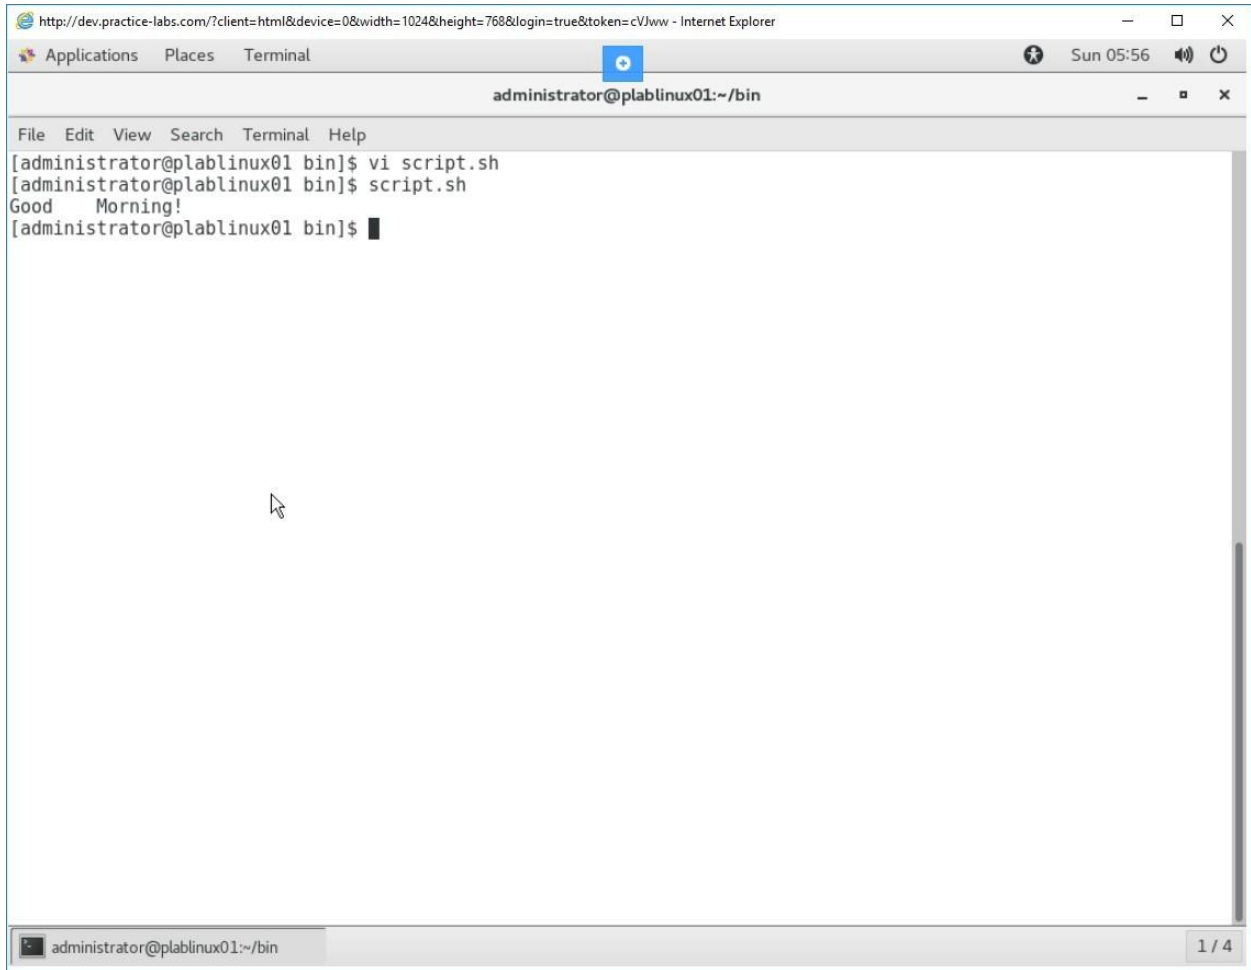 http://dev.practice-labs.com/?client=html&device=0&width=1024&height=768&login=true&token=cVJww - Internet Explorer
Applications Places Terminal Sun 05:56
administrator@plablinux01:~/bin
File Edit View Search Terminal Help
[administrator@plablinux01 bin]$ vi script.sh
[administrator@plablinux01 bin]$ script.sh
Good    Morning!
[administrator@plablinux01 bin]$
administrator@plablinux01:~/bin 1 / 4